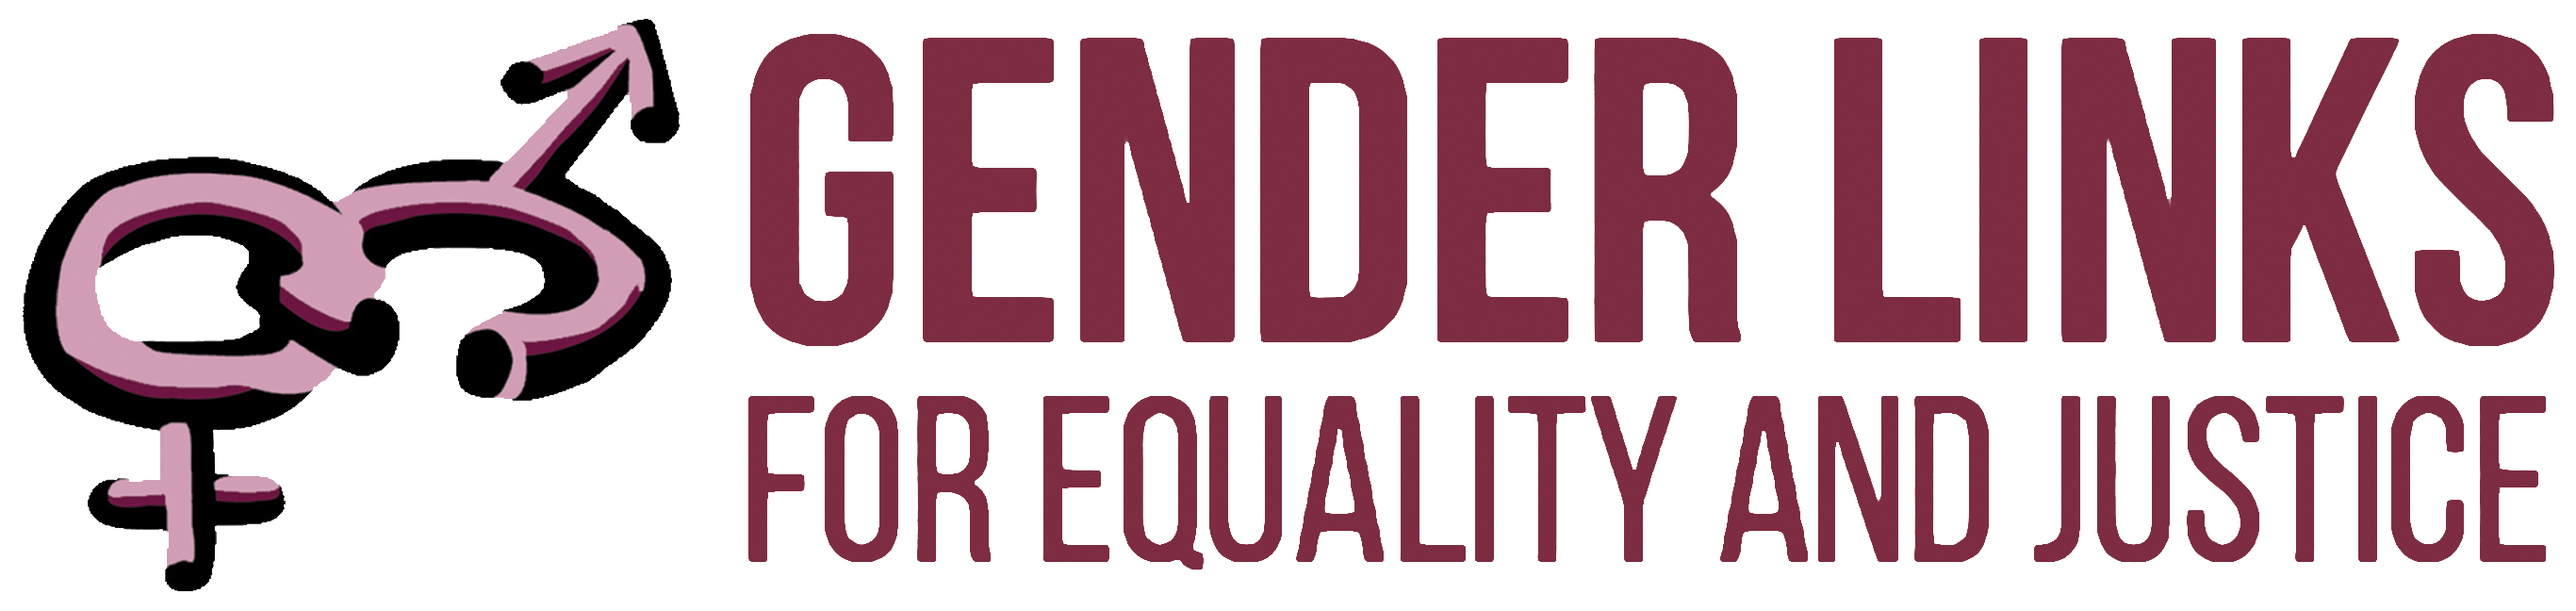 GENDER LINKS
FOR EQUALITY AND JUSTICE